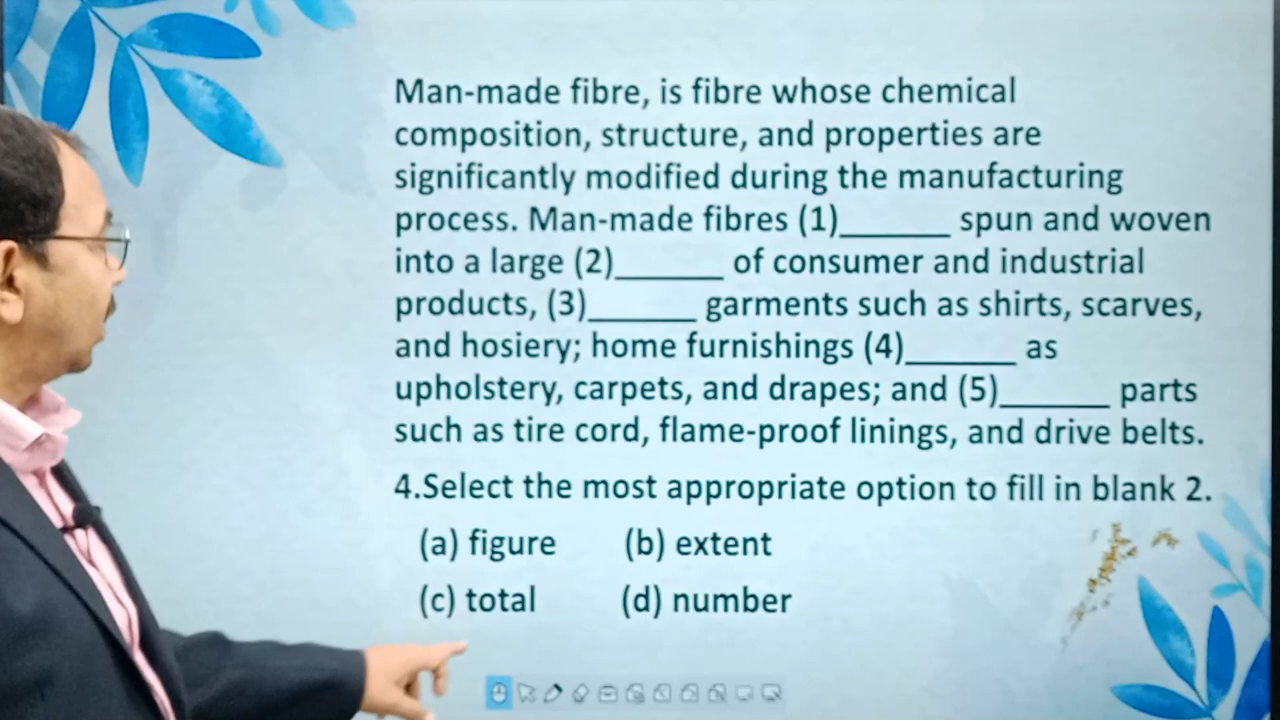 Man-made fibre, is fibre whose chemical
composition, structure, and properties are
significantly modified during the manufacturing
process. Man-made fibres (1)______ spun and woven
into a large (2)______ of consumer and industrial
products, (3)______ garments such as shirts, scarves,
and hosiery; home furnishings (4)______ as
upholstery, carpets, and drapes; and (5)______ parts
such as tire cord, flame-proof linings, and drive belts.
4.Select the most appropriate option to fill in blank 2.
(a) figure (b) extent
(c) total (d) number